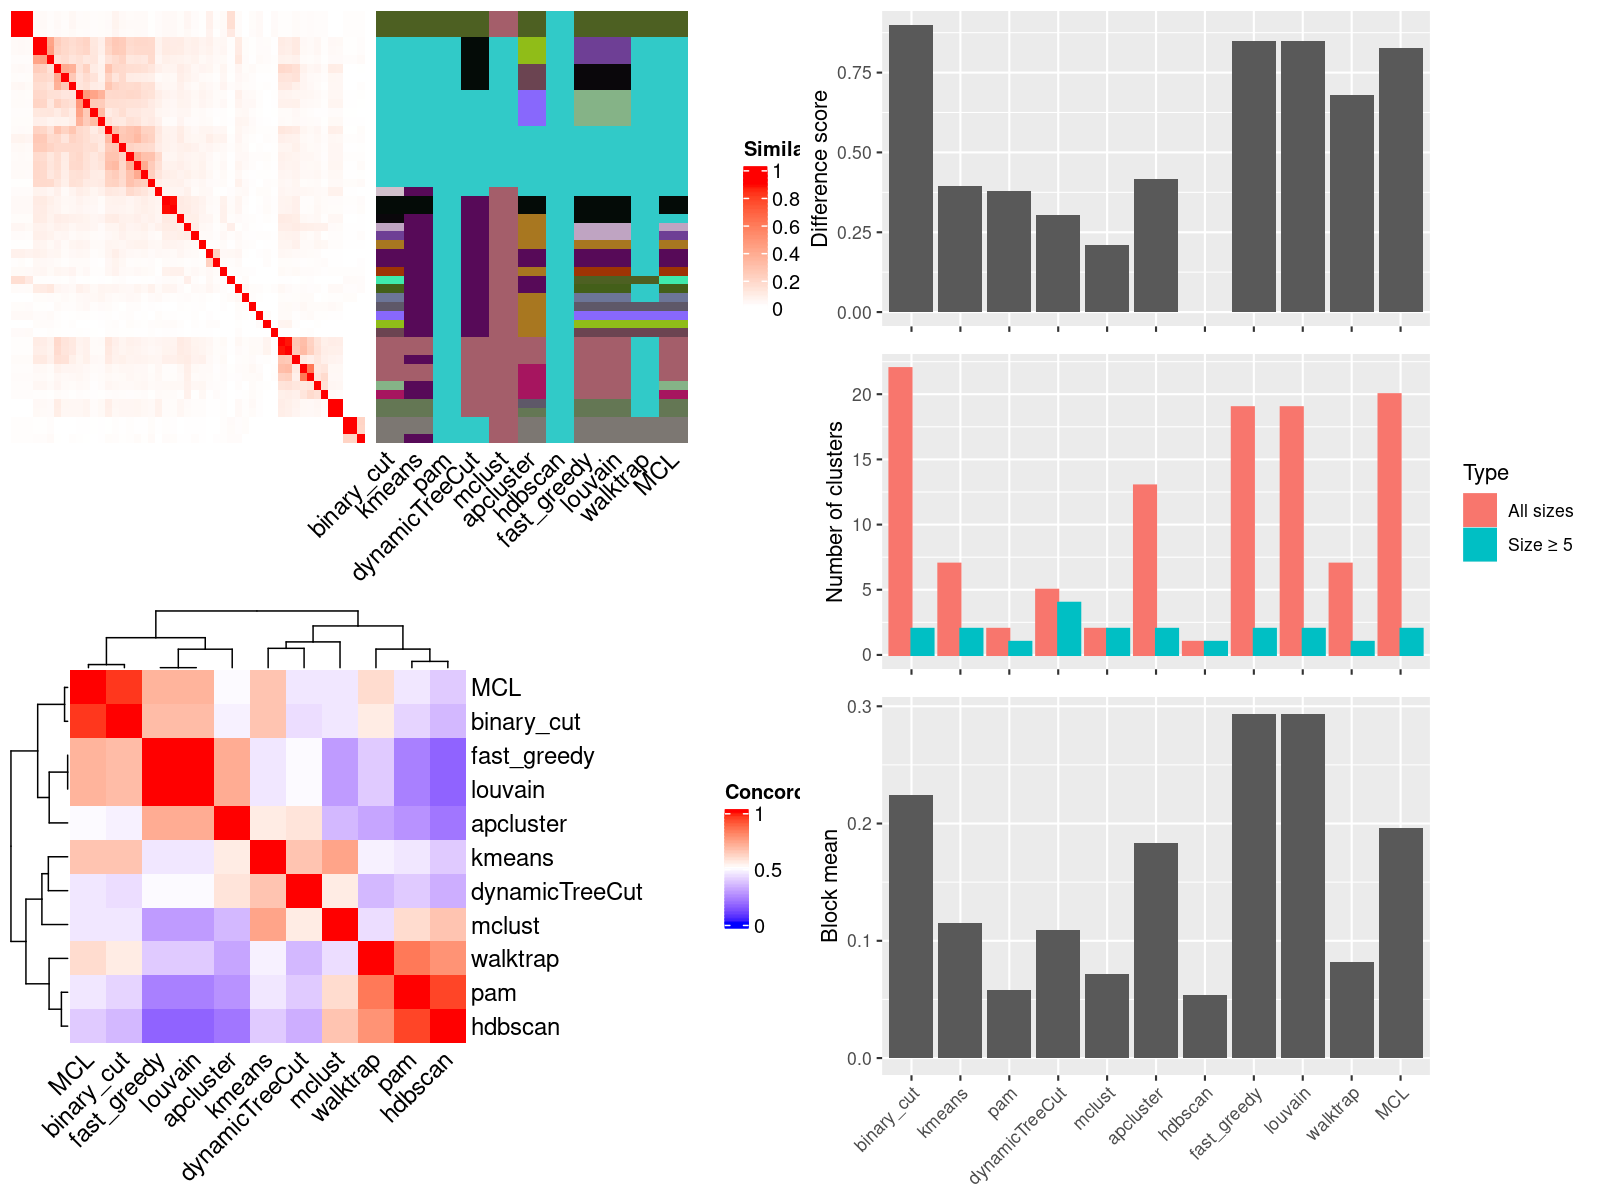 Simila
1
0.8
0.6
0.4
0.2
0
binary_cut
kmeans
pam
dynamicTreeCut
mclust
apcluster
hdbscan
fast_greedy
louvain
walktrap
MCL
Difference score
0.75
0.50
0.25
0.00
Number of clusters
20
15
10
5
0
Type
All sizes
Size ≥ 5
MCL
binary_cut
fast_greedy
louvain
apcluster
kmeans
dynamicTreeCut
mclust
walktrap
pam
hdbscan
MCL
binary_cut
fast_greedy
louvain
apcluster
kmeans
dynamicTreeCut
mclust
walktrap
pam
hdbscan
Concord
1
0.5
0
Block mean
0.3
0.2
0.1
0.0
binary_cut
kmeans
pam
dynamicTreeCut
mclust
apcluster
hdbscan
fast_greedy
louvain
walktrap
MCL